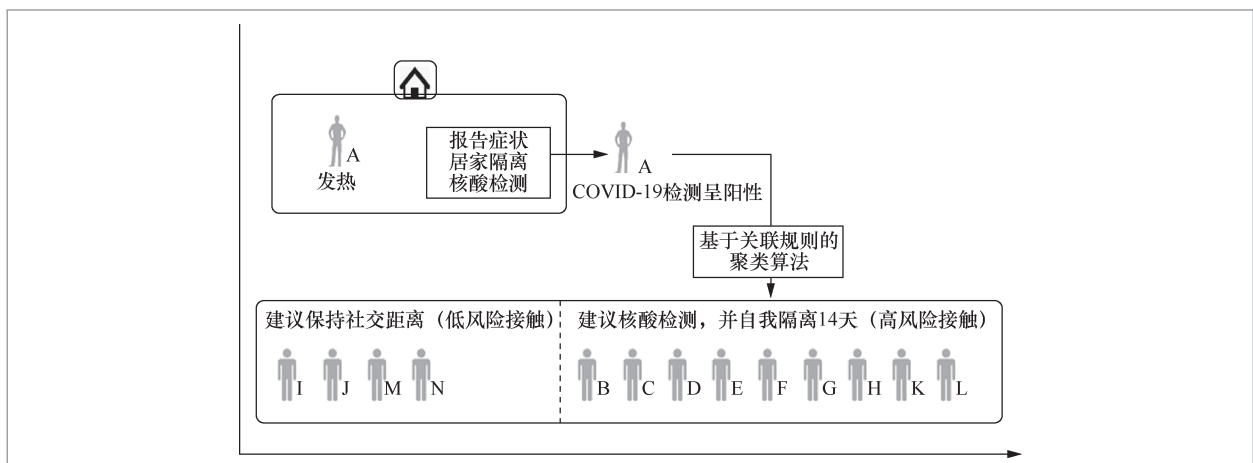 A
发热
报告症状
居家隔离
核酸检测
A
COVID-19检测呈阳性
基于关联规则的
聚类算法
建议保持社交距离（低风险接触）
建议核酸检测，并自我隔离14天（高风险接触）
I J M N
B C D E F G H K L